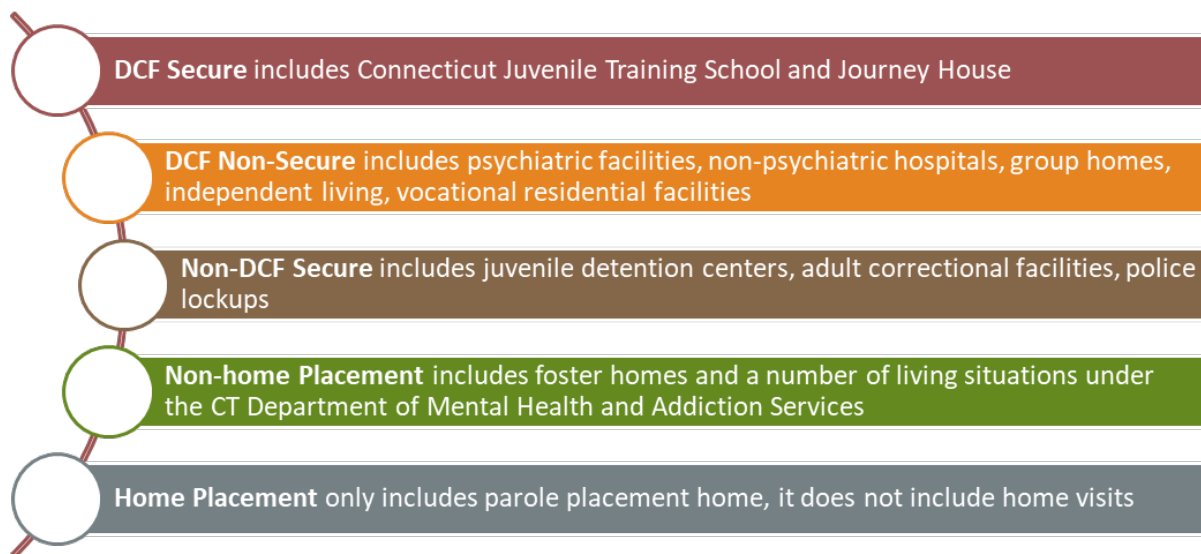 DCF Secure includes Connecticut Juvenile Training School and Journey House
DCF Non-Secure includes psychiatric facilities, non-psychiatric hospitals, group homes,
independent living, vocational residential facilities
Non-DCF Secure includes juvenile detention centers, adult correctional facilities, police
lockups
Non-home Placement includes foster homes and a number of living situations under
the CT Department of Mental Health and Addiction Services
Home Placement only includes parole placement home, it does not include home visits